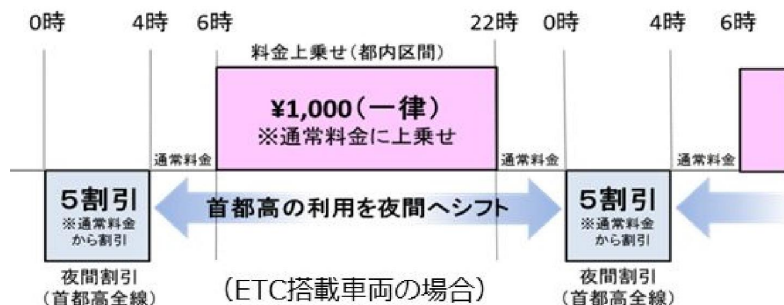 0時 4時 6時 22時 0時 4時 6時
料金上乗せ(都内区間)
¥1,000(一律)
※通常料金に上乗せ
通常料金 通常料金 通常料金
5割引
※通常料金
から割引
首都高の利用を夜間へシフト
5割引
※通常料金
から割引
夜間割引
(首都高全線)
(ETC搭載車両の場合)
夜間割引
(首都高全線)